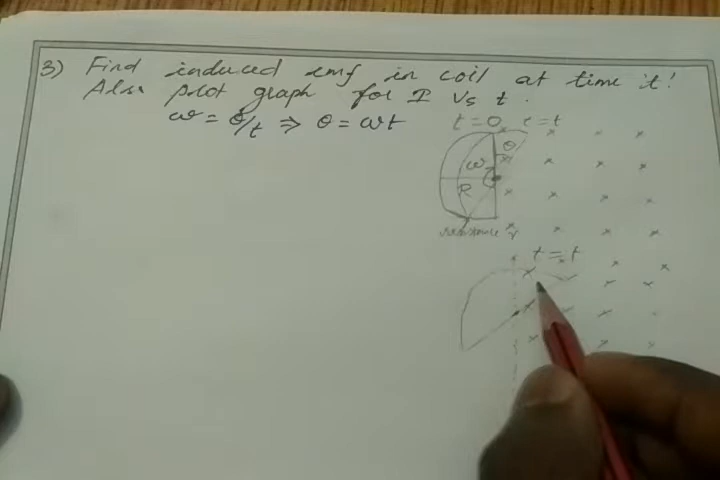 3) Find induced emf in coil at time 't'.
Also plot graph for I Vs t.
ω = θ/t ⇒ θ = ωt
t = 0 t = t
θ
ω
R
resistance r
t = t